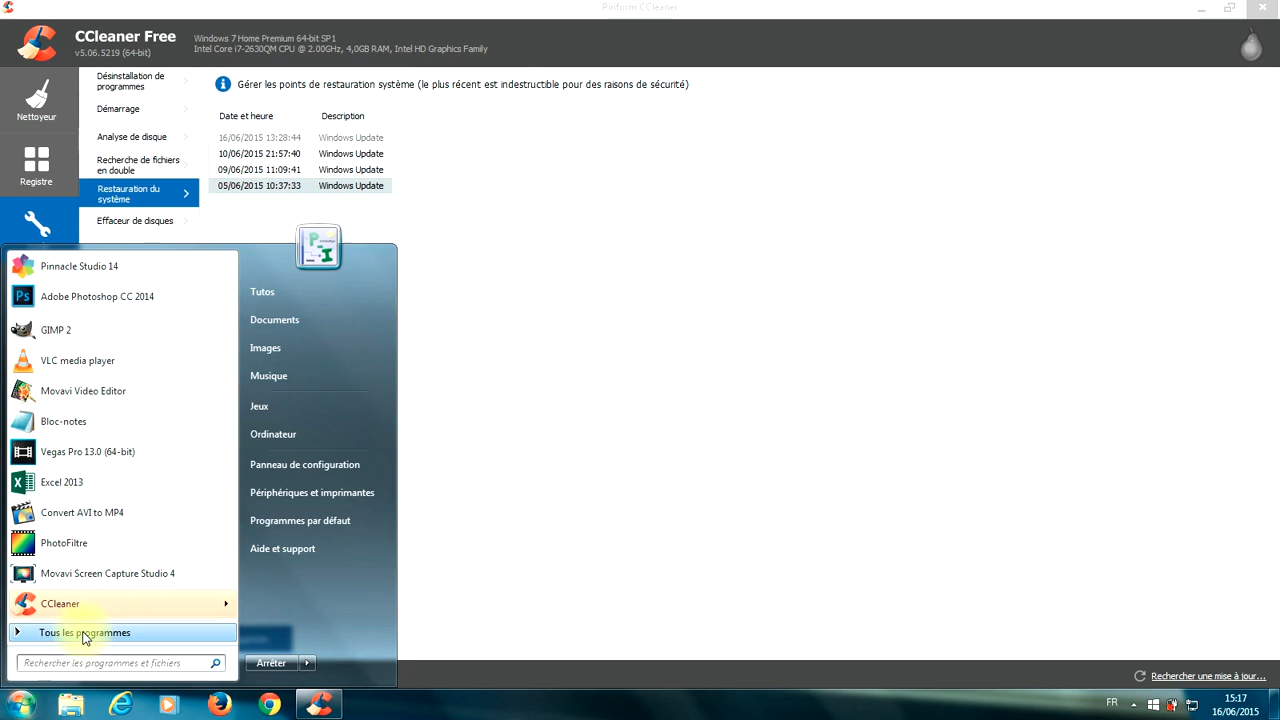 Piriform CCleaner
CCleaner Free
v5.06.5219 (64-bit)
Windows 7 Home Premium 64-bit SP1
Intel Core i7-2630QM CPU @ 2.00GHz, 4,0GB RAM, Intel HD Graphics Family
Nettoyeur
Registre
Désinstallation de
programmes
Démarrage
Analyse de disque
Recherche de fichiers
en double
Restauration du
système
Effaceur de disques
Gérer les points de restauration système (le plus récent est indestructible pour des raisons de sécurité)
Date et heure Description
16/06/2015 13:28:44 Windows Update
10/06/2015 21:57:40 Windows Update
09/06/2015 11:09:41 Windows Update
05/06/2015 10:37:33 Windows Update
Pinnacle Studio 14
Adobe Photoshop CC 2014
GIMP 2
VLC media player
Movavi Video Editor
Bloc-notes
Vegas Pro 13.0 (64-bit)
Excel 2013
Convert AVI to MP4
PhotoFiltre
Movavi Screen Capture Studio 4
CCleaner
Tous les programmes
Rechercher les programmes et fichiers
Tutos
Documents
Images
Musique
Jeux
Ordinateur
Panneau de configuration
Périphériques et imprimantes
Programmes par défaut
Aide et support
Arrêter
Rechercher une mise à jour...
FR
15:17
16/06/2015